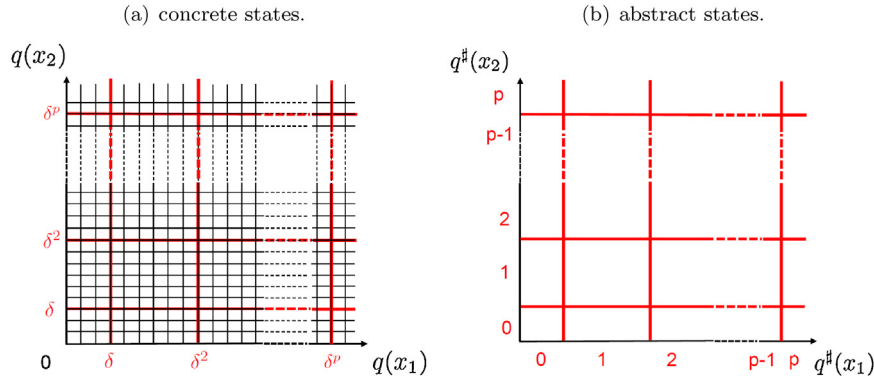 (a) concrete states.
(b) abstract states.
q(x₂)
δᵖ
δ²
δ
0
δ
δ²
δᵖ
q(x₁)
q♯(x₂)
p
p-1
2
1
0
0
1
2
p-1
p
q♯(x₁)